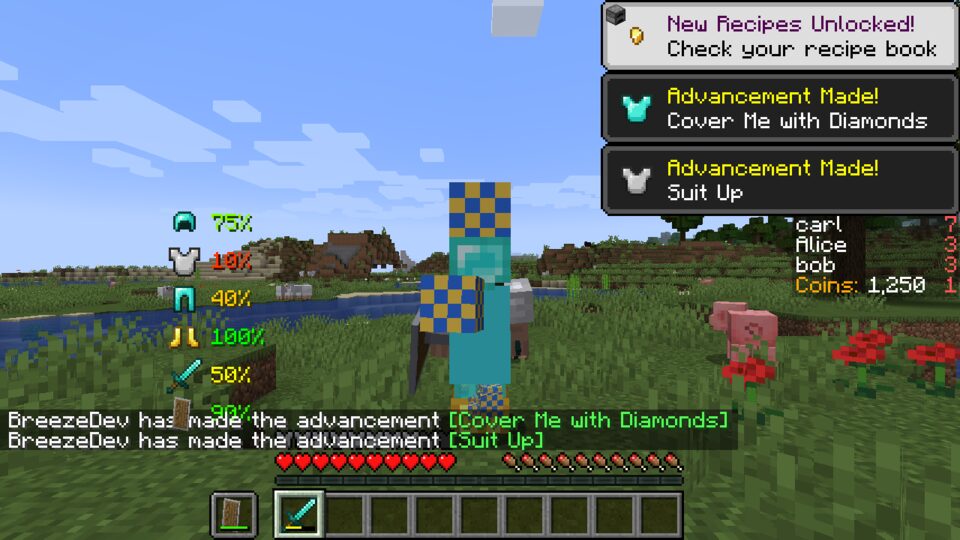 New Recipes Unlocked!
Check your recipe book
Advancement Made!
Cover Me with Diamonds
Advancement Made!
Suit Up
carl 7
Alice 3
bob 3
Coins: 1,250 1
75%
10%
40%
100%
50%
90%
BreezeDev has made the advancement [Cover Me with Diamonds]
BreezeDev has made the advancement [Suit Up]